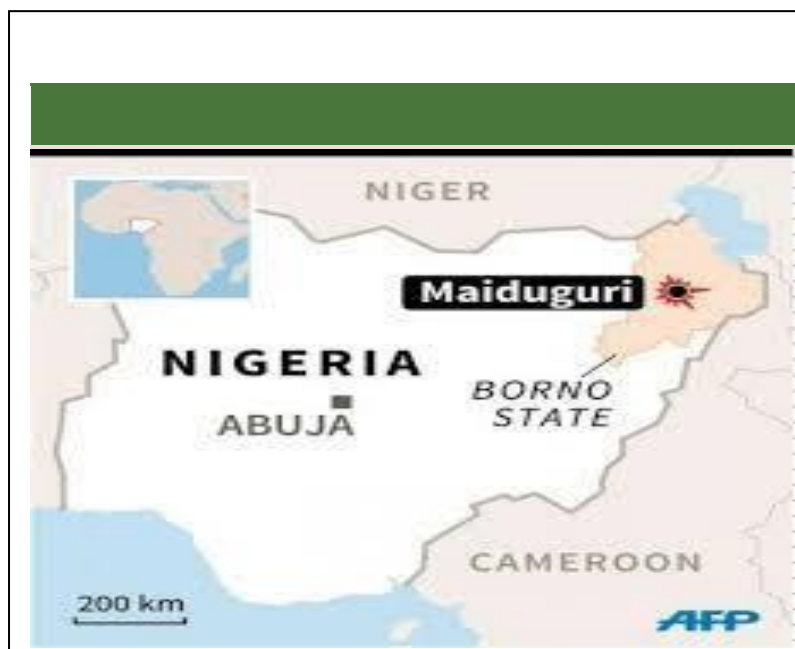 NIGER
Maiduguri
NIGERIA
ABUJA
BORNO
STATE
CAMEROON
200 km
AFP